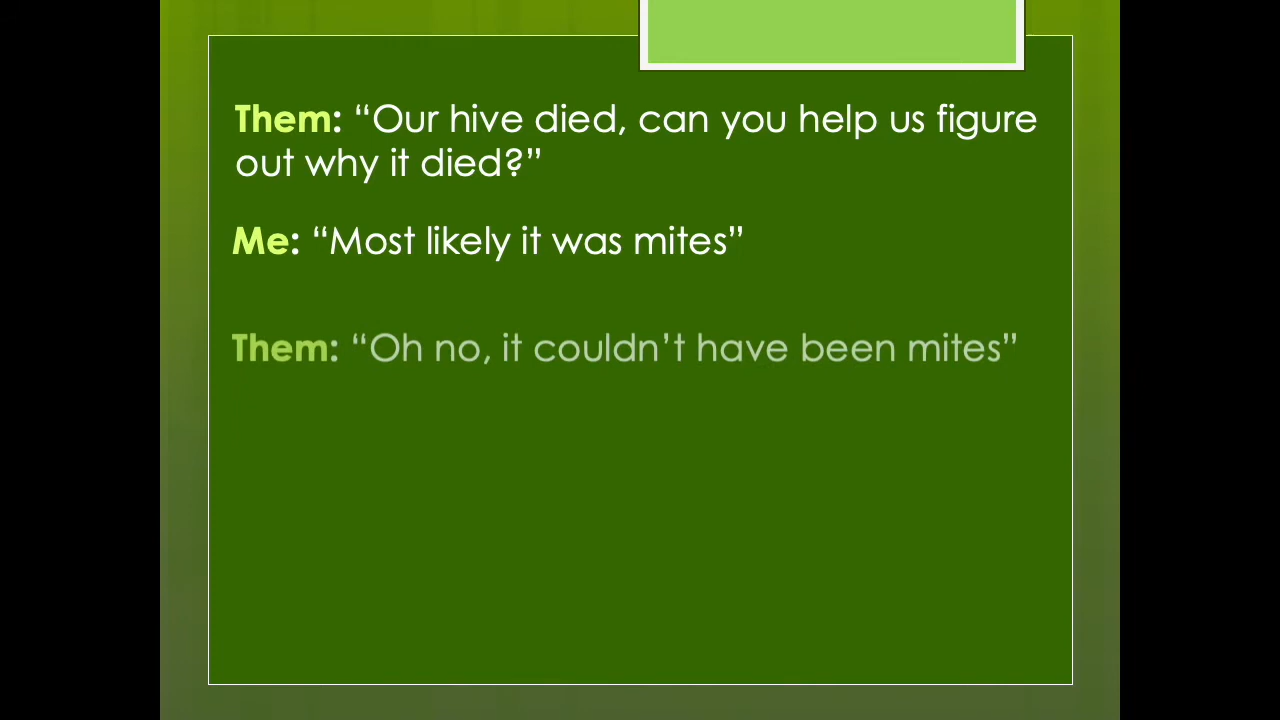 Them: “Our hive died, can you help us figure
out why it died?”
Me: “Most likely it was mites”
Them: “Oh no, it couldn’t have been mites”